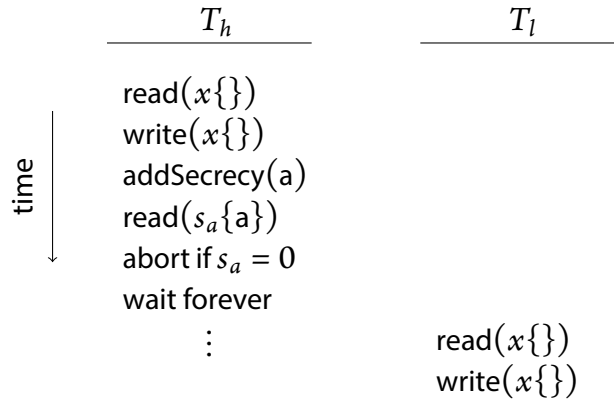 T_h T_l
read(x{})
write(x{})
addSecrecy(a)
read(s_a{a})
abort if s_a = 0
wait forever
⋮ read(x{})
write(x{})
time